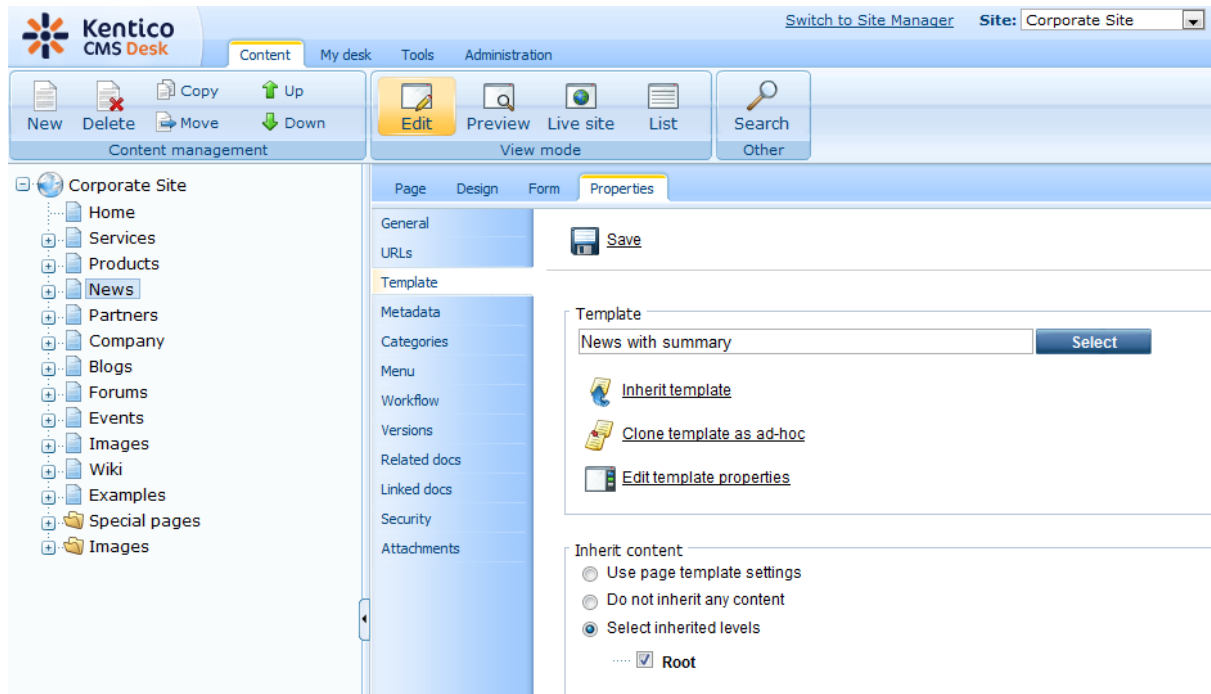 Kentico
CMS Desk
Switch to Site Manager Site: Corporate Site
Content My desk Tools Administration
New Delete Copy Move Up Down
Content management
Edit Preview Live site List
View mode
Search
Other
Corporate Site
Home
Services
Products
News
Partners
Company
Blogs
Forums
Events
Images
Wiki
Examples
Special pages
Images
Page Design Form Properties
General
URLs
Template
Metadata
Categories
Menu
Workflow
Versions
Related docs
Linked docs
Security
Attachments
Save
Template
News with summary Select
Inherit template
Clone template as ad-hoc
Edit template properties
Inherit content
Use page template settings
Do not inherit any content
Select inherited levels
Root